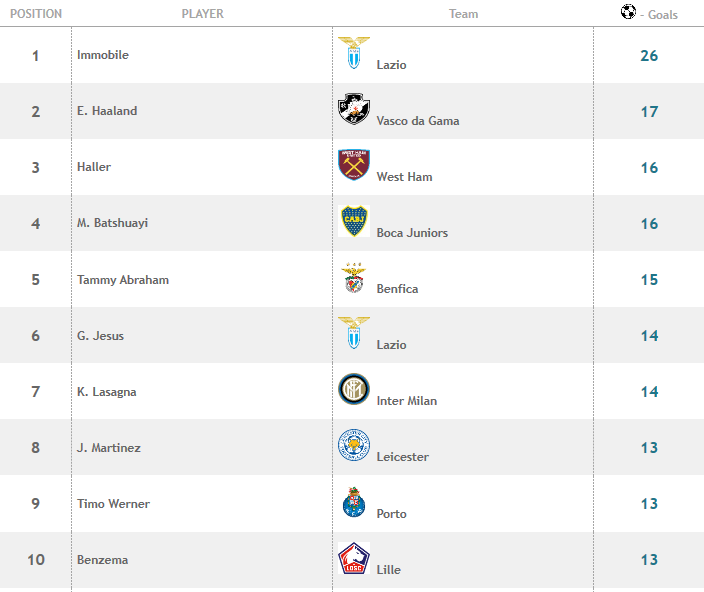 POSITION PLAYER Team - Goals
1 Immobile Lazio 26
2 E. Haaland Vasco da Gama 17
3 Haller West Ham 16
4 M. Batshuayi Boca Juniors 16
5 Tammy Abraham Benfica 15
6 G. Jesus Lazio 14
7 K. Lasagna Inter Milan 14
8 J. Martinez Leicester 13
9 Timo Werner Porto 13
10 Benzema Lille 13